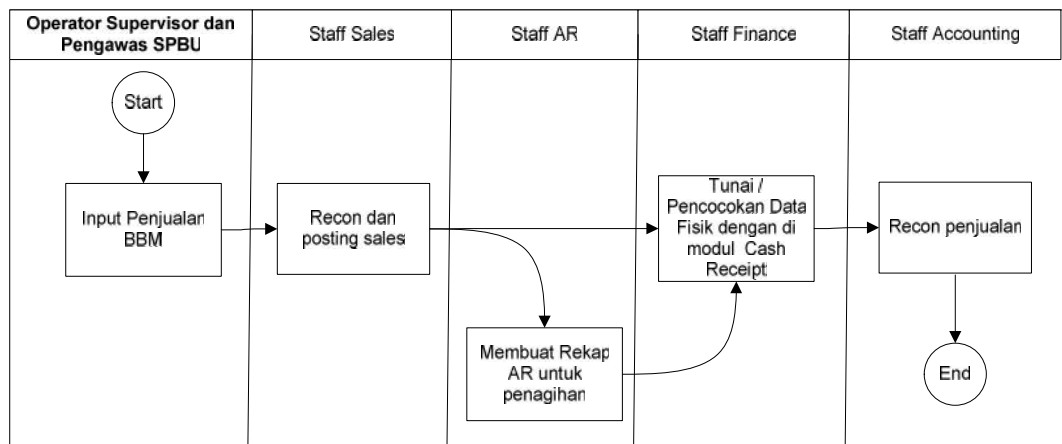 Operator Supervisor dan
Pengawas SPBU
Staff Sales
Staff AR
Staff Finance
Staff Accounting
Start
Input Penjualan
BBM
Recon dan
posting sales
Tunai /
Pencocokan Data
Fisik dengan di
modul Cash
Receipt
Recon penjualan
Membuat Rekap
AR untuk
penagihan
End